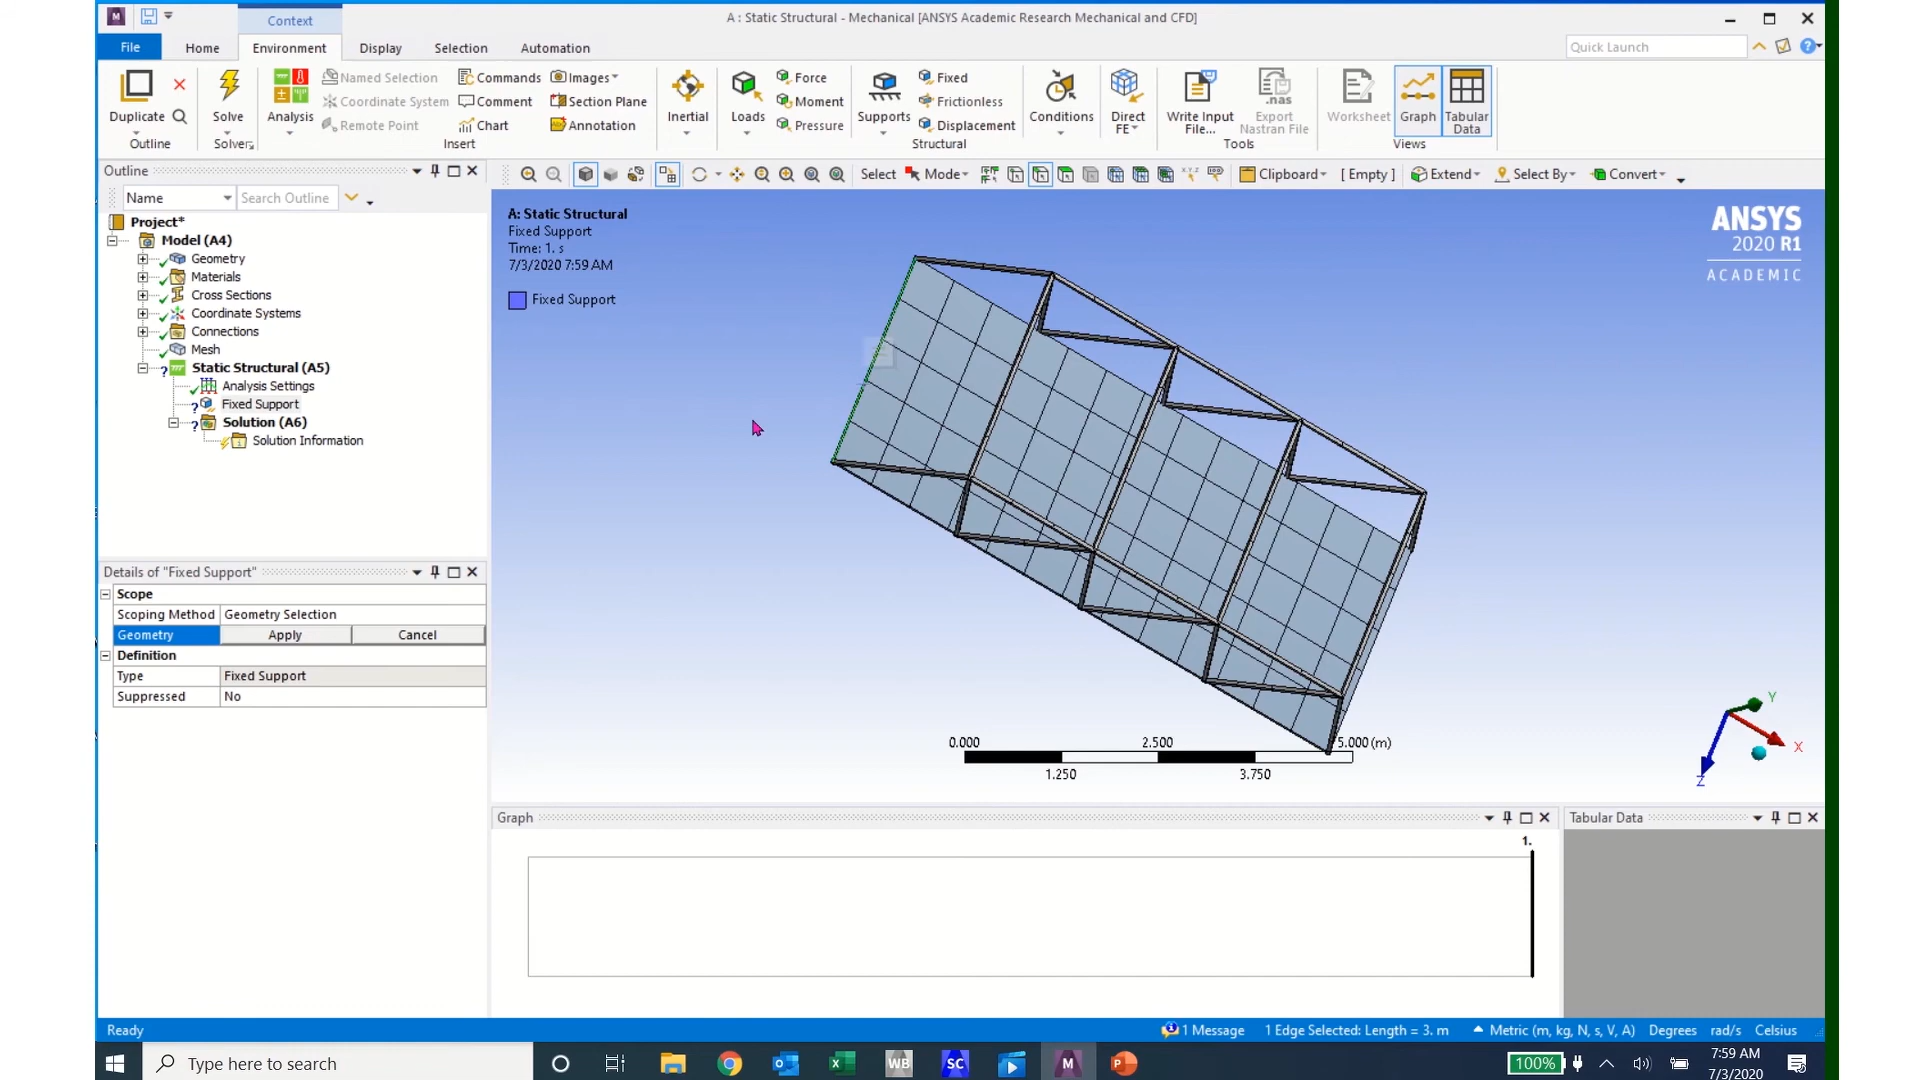 Context
A : Static Structural - Mechanical [ANSYS Academic Research Mechanical and CFD]
File Home Environment Display Selection Automation
Quick Launch
Named Selection Commands Images
Coordinate System Comment Section Plane
Remote Point Chart Annotation
Duplicate Solve Analysis Inertial Loads
Force
Moment
Pressure
Supports
Fixed
Frictionless
Displacement
Conditions
Direct
FE
Write Input
File...
.nas
Export
Nastran File
Worksheet
Graph
Tabular
Data
Outline Solver Insert Structural Tools Views
Outline
Select Mode Clipboard [ Empty ] Extend Select By Convert
Name Search Outline
Project*
Model (A4)
Geometry
Materials
Cross Sections
Coordinate Systems
Connections
Mesh
Static Structural (A5)
Analysis Settings
Fixed Support
Solution (A6)
Solution Information
A: Static Structural
Fixed Support
Time: 1. s
7/3/2020 7:59 AM
Fixed Support
ANSYS
2020 R1
ACADEMIC
Details of "Fixed Support"
Scope
Scoping Method Geometry Selection
Geometry Apply Cancel
Definition
Type Fixed Support
Suppressed No
0.000 2.500 5.000 (m)
1.250 3.750
Y
X
Z
Graph
Tabular Data
1.
Ready
1 Message 1 Edge Selected: Length = 3. m Metric (m, kg, N, s, V, A) Degrees rad/s Celsius
Type here to search
WB
SC
M
P
100%
7:59 AM
7/3/2020